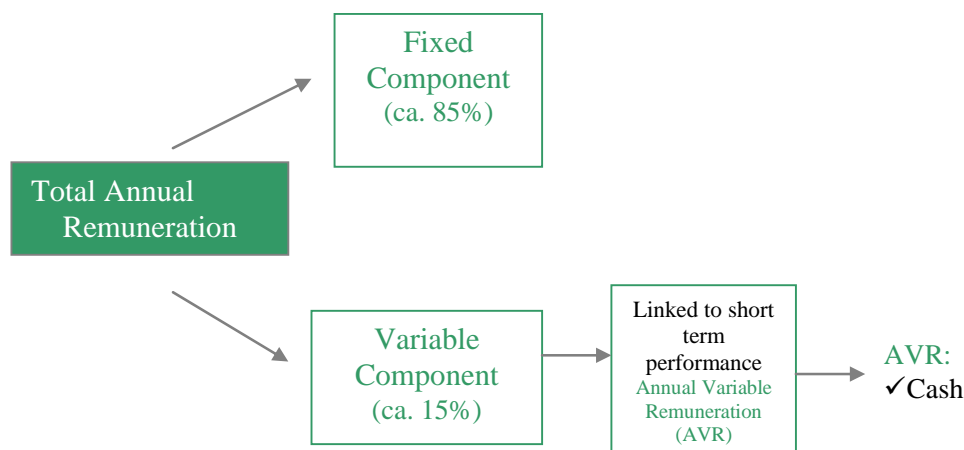 Fixed
Component
(ca. 85%)
Total Annual
Remuneration
Variable
Component
(ca. 15%)
Linked to short
term
performance
Annual Variable
Remuneration
(AVR)
AVR:
✓Cash